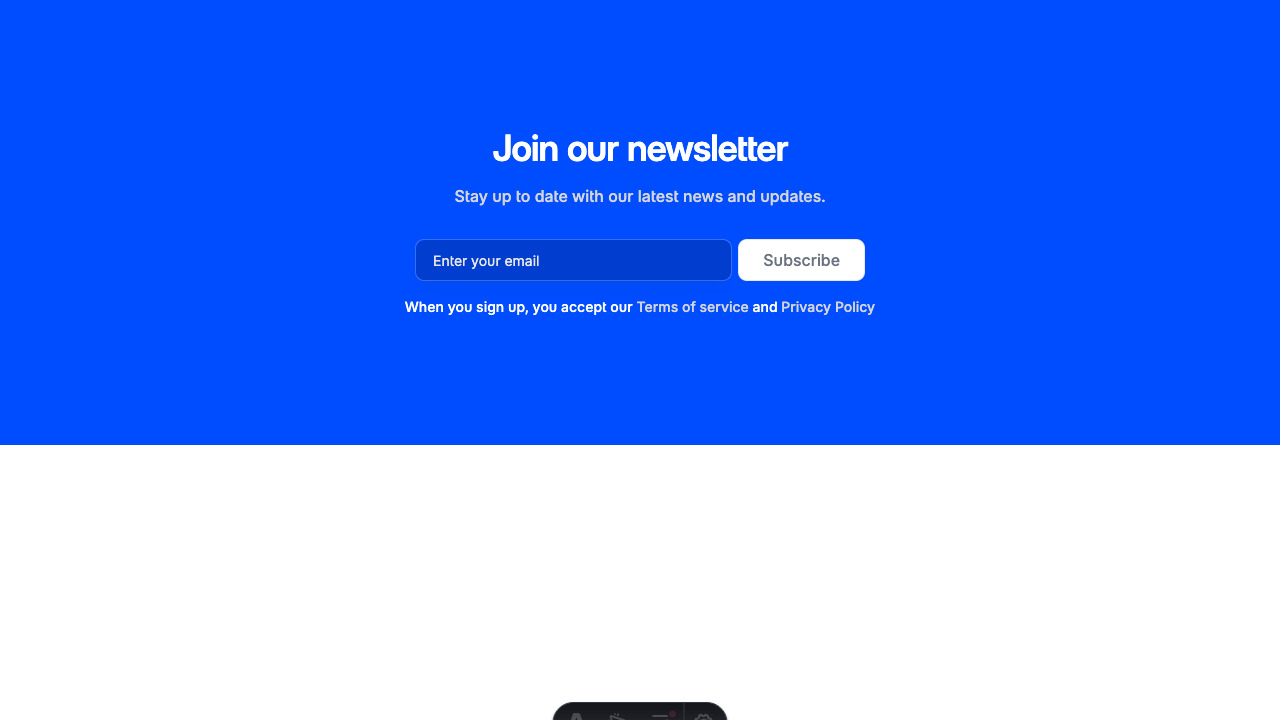 Join our newsletter
Stay up to date with our latest news and updates.
Enter your email
Subscribe
When you sign up, you accept our Terms of service and Privacy Policy